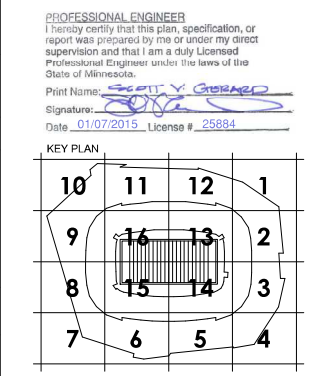 PROFESSIONAL ENGINEER
I hereby certify that this plan, specification, or
report was prepared by me or under my direct
supervision and that I am a duly Licensed
Professional Engineer under the laws of the
State of Minnesota.
Print Name: SCOTT V. GERARD
Signature:
Date 01/07/2015 License # 25884
KEY PLAN
10 11 12 1
9 16 13 2
8 15 14 3
7 6 5 4